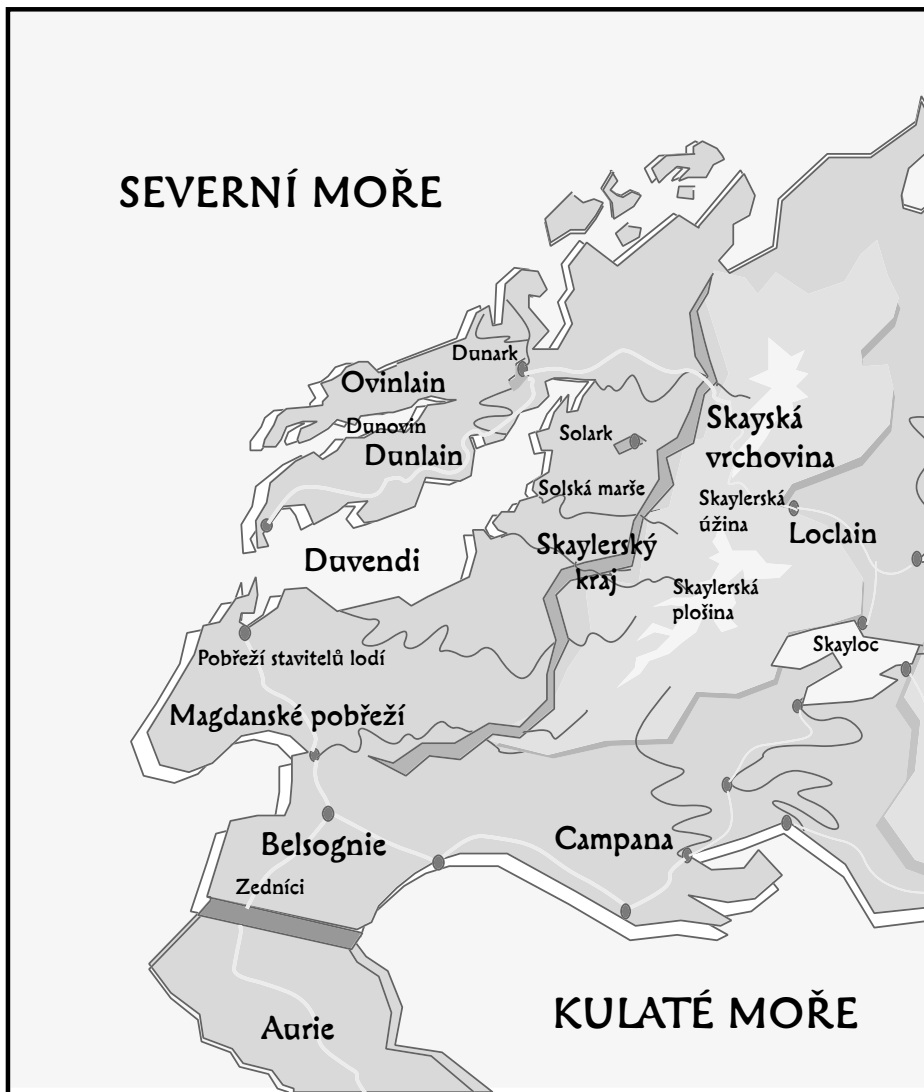 SEVERNÍ MOŘE
Dunark
Ovinlain
Dunovin
Dunlain
Solark
Skayská
vrchovina
Solská marše
Skaylerská
úžina
Loclain
Skaylerský
kraj
Duvendi
Skaylerská
plošina
Skayloc
Pobřeží stavitelů lodí
Magdanské pobřeží
Belsognie
Campana
Zedníci
KULATÉ MOŘE
Aurie